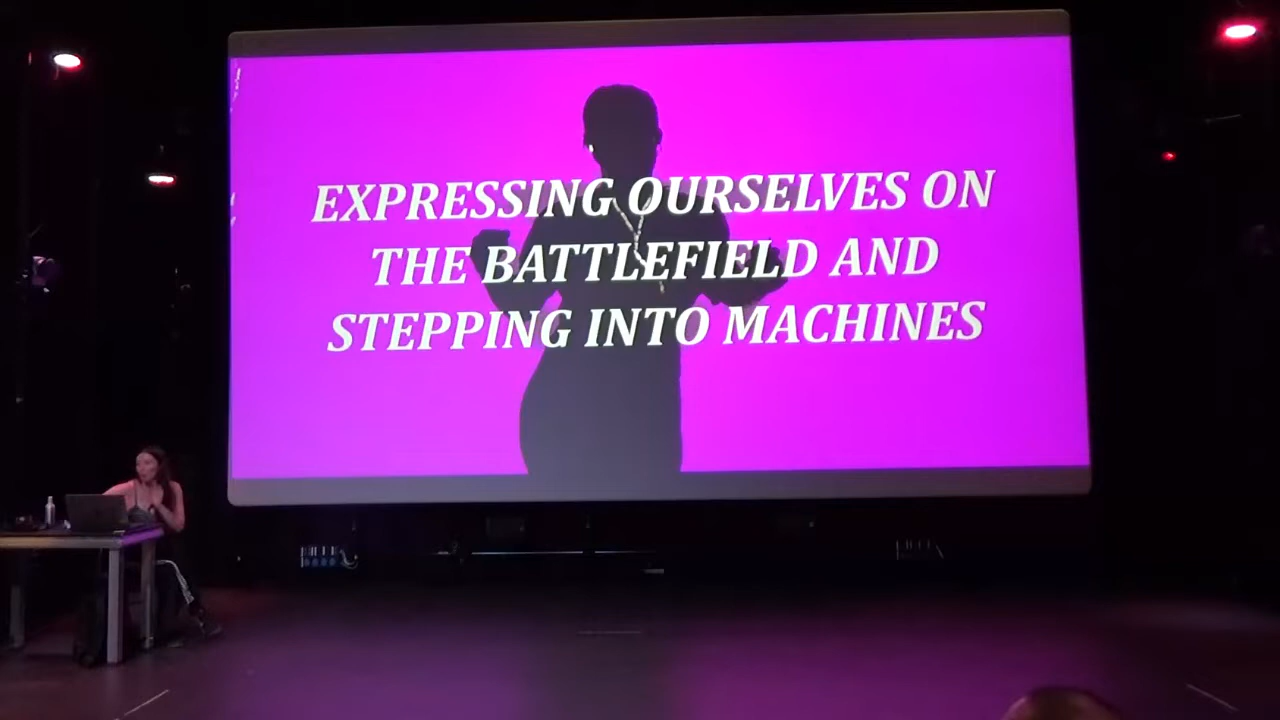 EXPRESSING OURSELVES ON
THE BATTLEFIELD AND
STEPPING INTO MACHINES